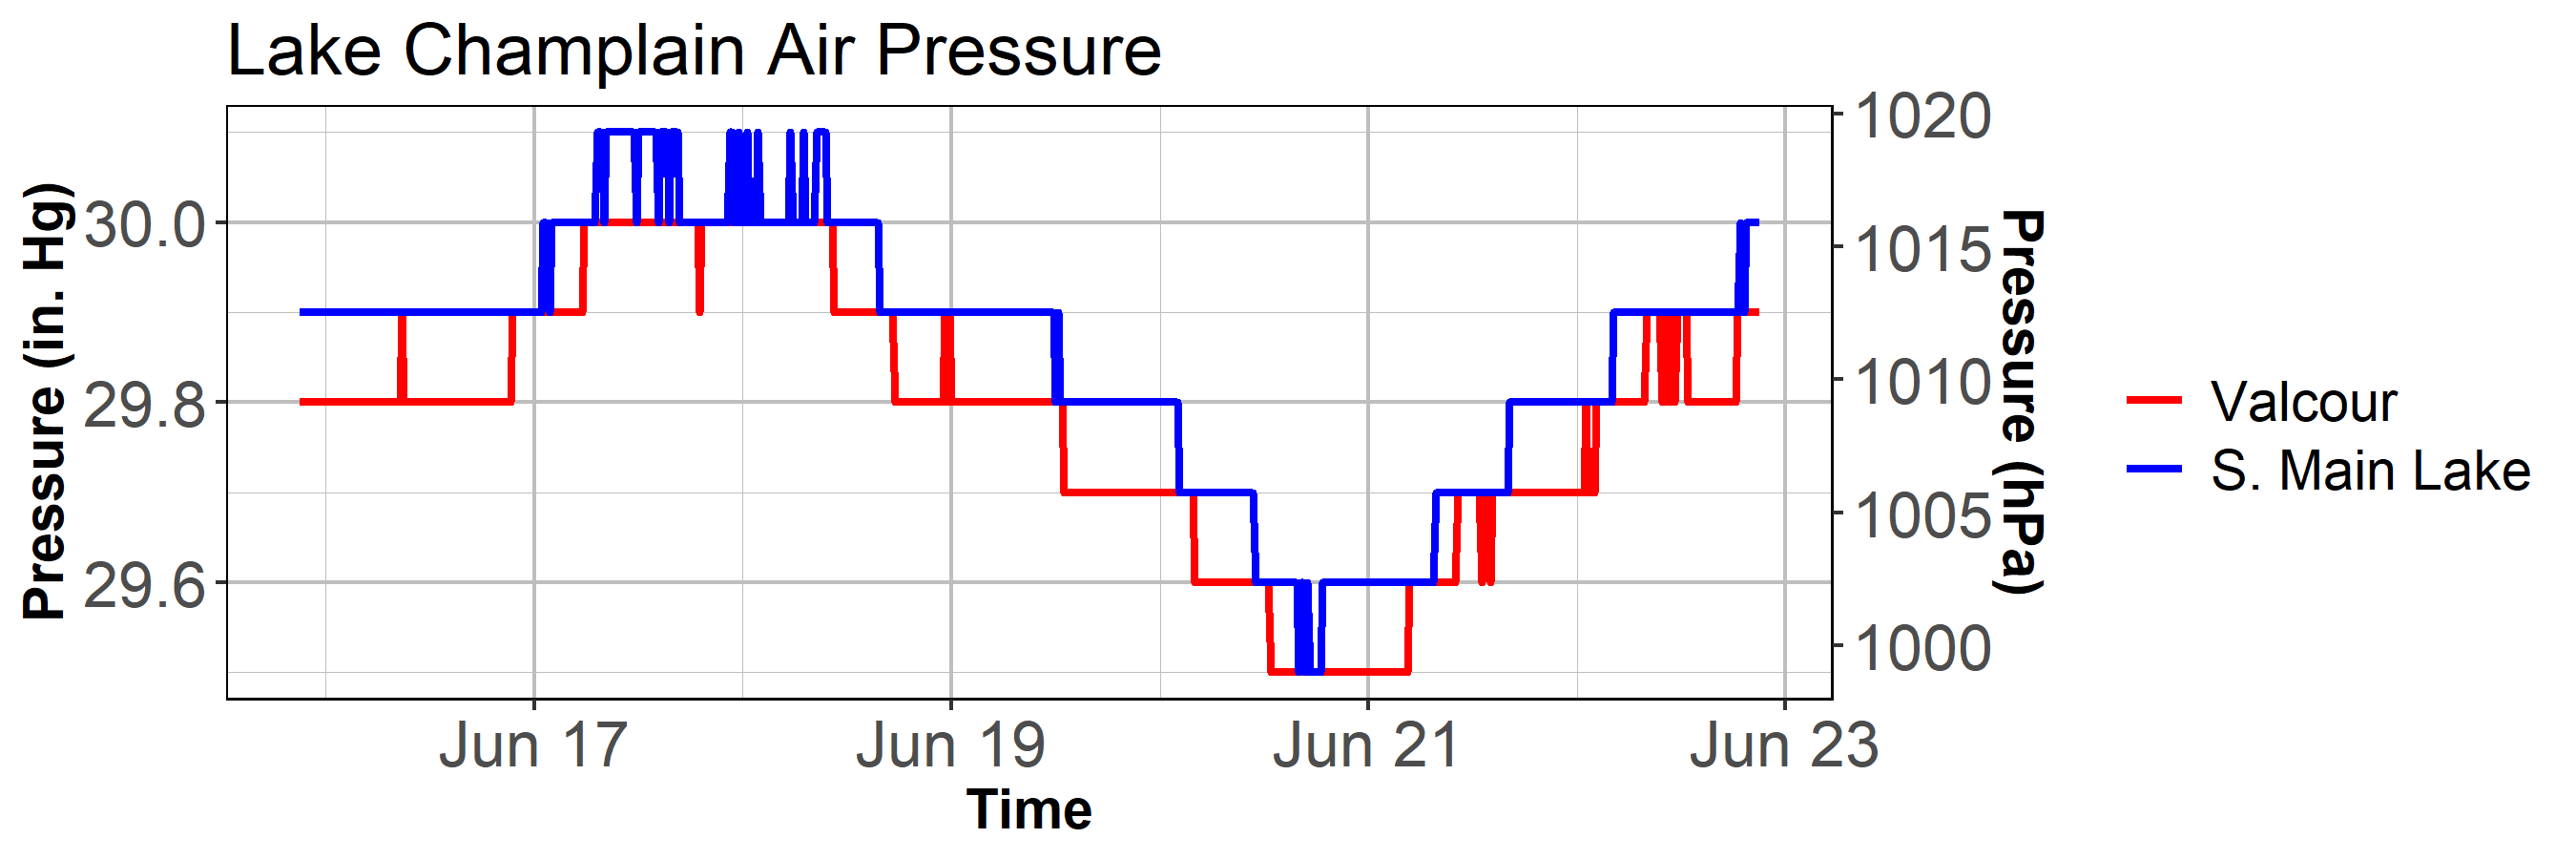 Lake Champlain Air Pressure
Pressure (in. Hg)
30.0
29.8
29.6
1020
1015
1010
1005
1000
Pressure (hPa)
Jun 17
Jun 19
Jun 21
Jun 23
Time
Valcour
S. Main Lake